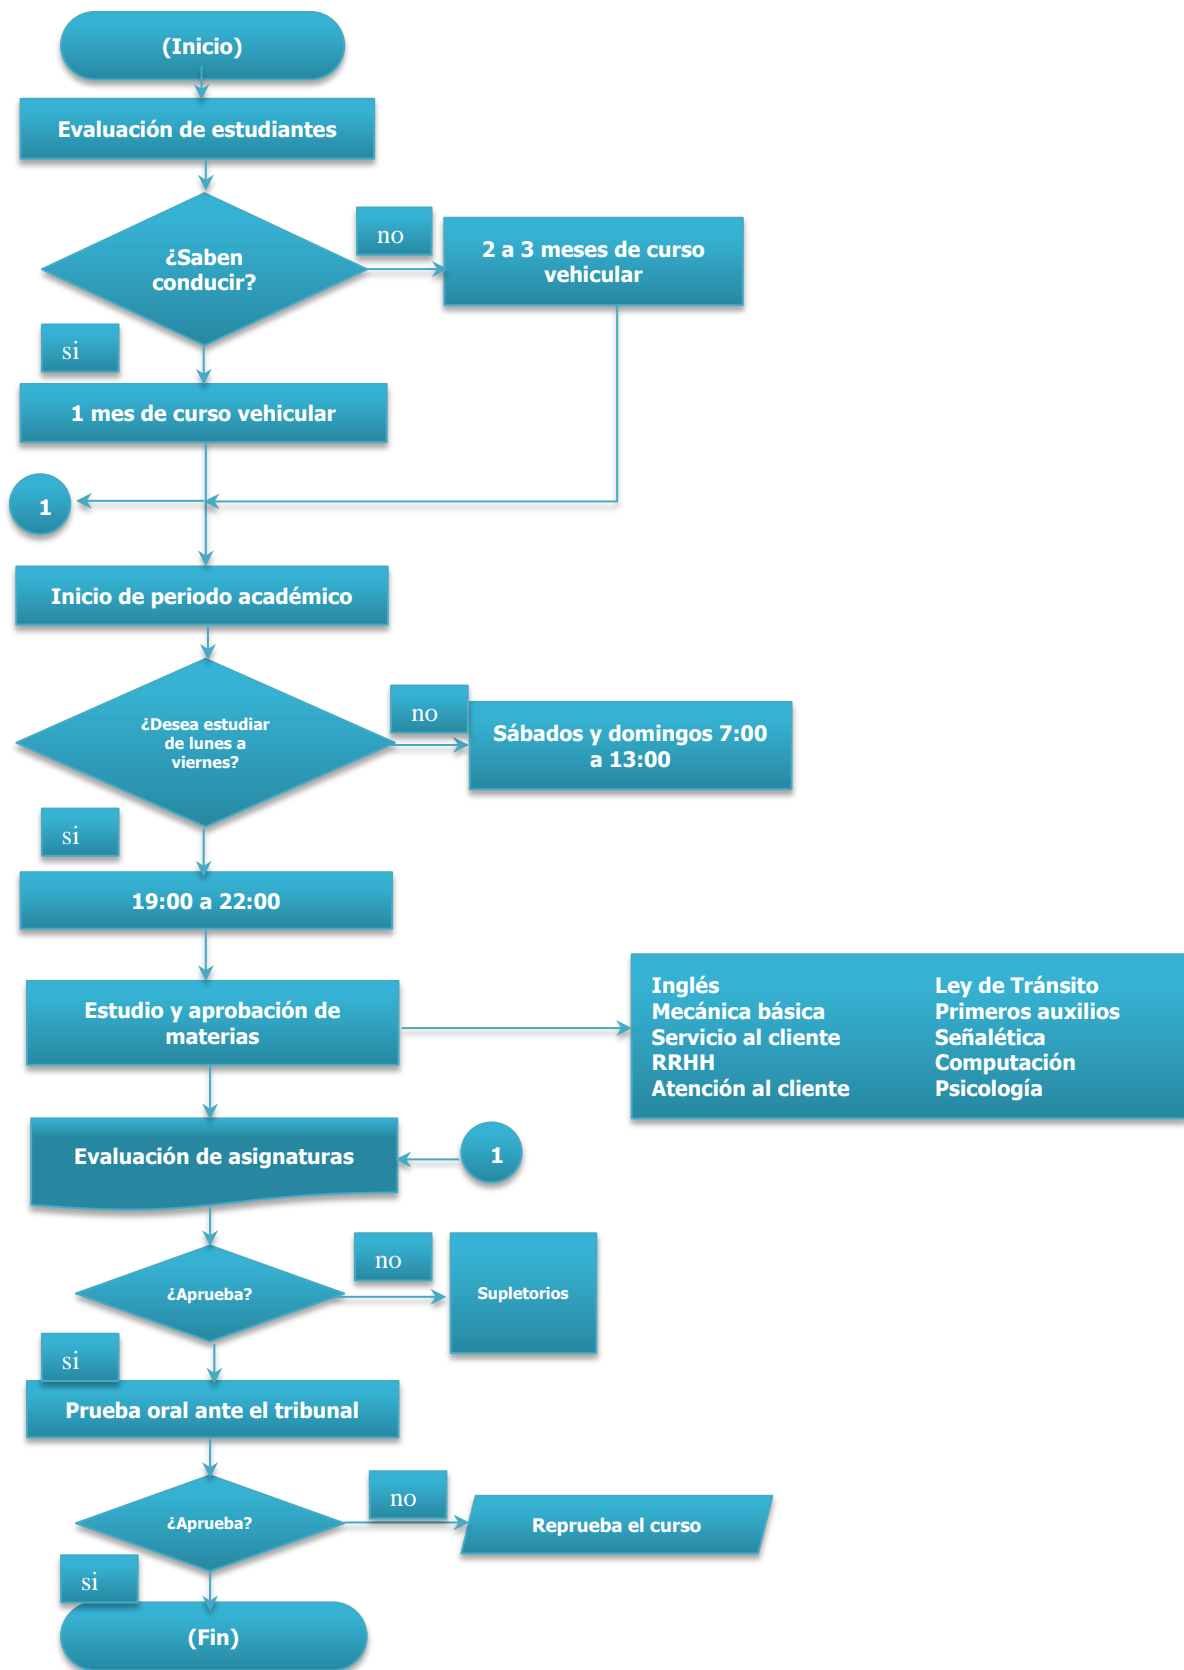 (Inicio)
Evaluación de estudiantes
¿Saben
conducir?
no
2 a 3 meses de curso
vehicular
si
1 mes de curso vehicular
1
Inicio de periodo académico
¿Desea estudiar
de lunes a
viernes?
no
Sábados y domingos 7:00
a 13:00
si
19:00 a 22:00
Estudio y aprobación de
materias
Inglés
Mecánica básica
Servicio al cliente
RRHH
Atención al cliente
Ley de Tránsito
Primeros auxilios
Señalética
Computación
Psicología
Evaluación de asignaturas
1
¿Aprueba?
no
Supletorios
si
Prueba oral ante el tribunal
¿Aprueba?
no
Reprueba el curso
si
(Fin)